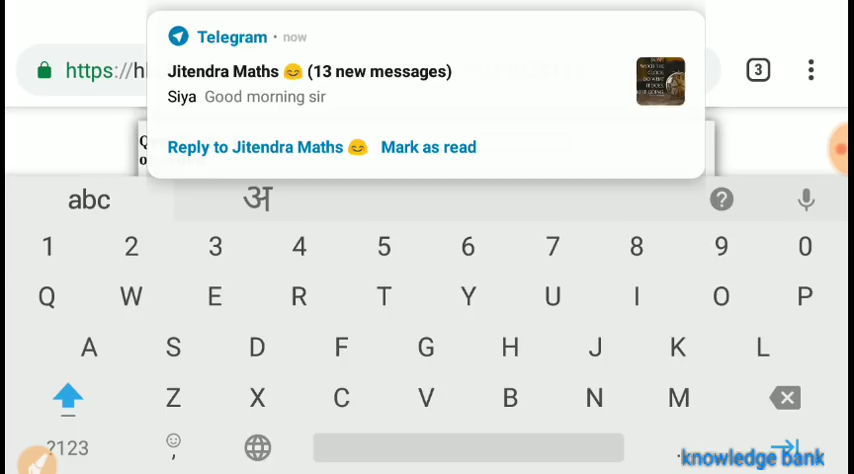 Telegram • now
https://h
3
Jitendra Maths 😊 (13 new messages)
Siya Good morning sir
Reply to Jitendra Maths 😊 Mark as read
Q
o
abc अ ?
1 2 3 4 5 6 7 8 9 0
Q W E R T Y U I O P
A S D F G H J K L
Z X C V B N M
?123 ,
knowledge bank